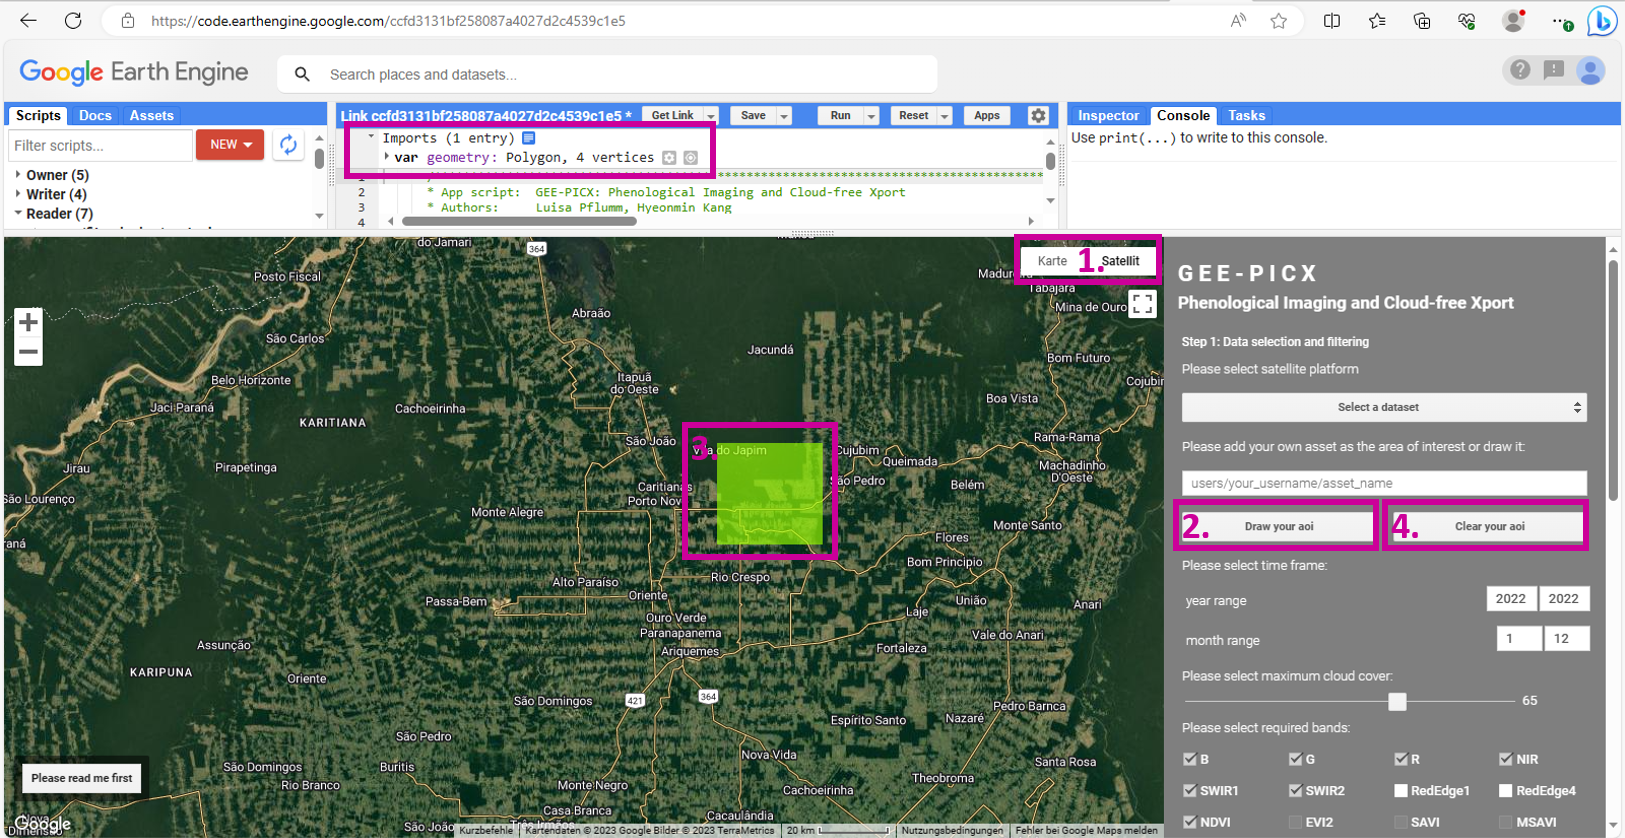 https://code.earthengine.google.com/ccfd3131bf258087a4027d2c4539c1e5
Google Earth Engine
Search places and datasets...
Scripts Docs Assets
Filter scripts...
NEW
Owner (5)
Writer (4)
Reader (7)
Link ccfd3131bf258087a4027d2c4539c1e5 *
Get Link
Save
Run
Reset
Apps
Imports (1 entry)
var geometry: Polygon, 4 vertices
2 * App script: GEE-PICX: Phenological Imaging and Cloud-free Xport
3 * Authors: Luisa Pflumm, Hyeonmin Kang
4
Inspector Console Tasks
Use print(...) to write to this console.
do Jamari
364
Karte
1.
Satellit
Tabajara
Mina de Ouro
Posto Fiscal
Abraão
São Carlos
Jacundá
Bom Futuro
Belo Horizonte
Itapuã
do Oeste
Cujubim
Jaci Paraná
Cachoeirinha
Boa Vista
KARITIANA
São João
3.
Vila do Japim
Cujubim
Rama-Rama
Queimada
Machadinho
D'Oeste
Jirau
Pirapetinga
Caritianas
Porto Novo
São Pedro
Belém
São Lourenço
Monte Alegre
Monte Santo
Flores
Bom Principio
Rio Crespo
Alto Paraíso
Oriente
Passa-Bem
União
Anari
Laje
Ouro Verde
Paranapanema
Vale do Anari
Assunção
Ariquemes
Fortaleza
KARIPUNA
Oriente
São Domingos
421
364
Pedro Barnca
Nazaré
Espírito Santo
São Pedro
Nova Vida
Santa Rosa
São Domingos
Buritis
Rio Branco
Monte Negro
Cachoeirinha
Theobroma
Casa Branca
Cacaulândia
São João
Nova
Dimensão
Please read me first
Google
Kurzbefehle
Kartendaten © 2023 Google Bilder © 2023 TerraMetrics
20 km
Nutzungsbedingungen
Fehler bei Google Maps melden
GEE-PICX
Phenological Imaging and Cloud-free Xport
Step 1: Data selection and filtering
Please select satellite platform
Select a dataset
Please add your own asset as the area of interest or draw it:
users/your_username/asset_name
2. Draw your aoi
4. Clear your aoi
Please select time frame:
year range 2022 2022
month range 1 12
Please select maximum cloud cover:
65
Please select required bands:
B G R NIR
SWIR1 SWIR2 RedEdge1 RedEdge4
NDVI EVI2 SAVI MSAVI